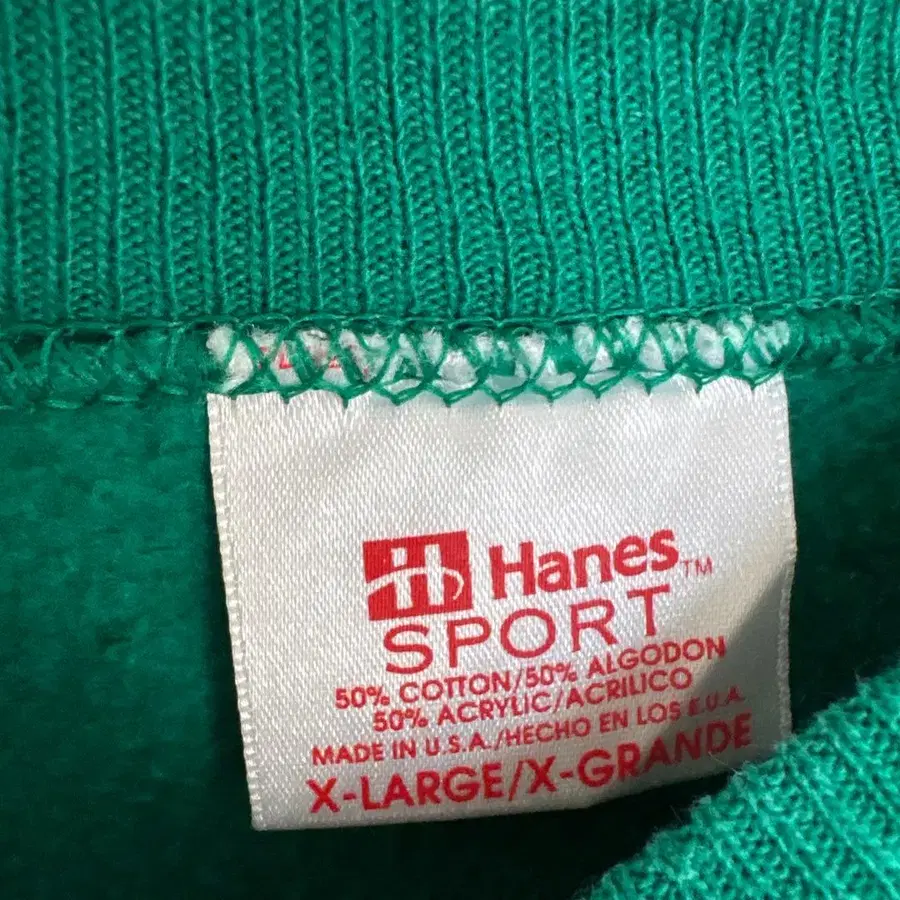 Hanes™
SPORT
50% COTTON/50% ALGODON
50% ACRYLIC/ACRILICO
MADE IN U.S.A./HECHO EN LOS E.U.A.
X-LARGE/X-GRANDE